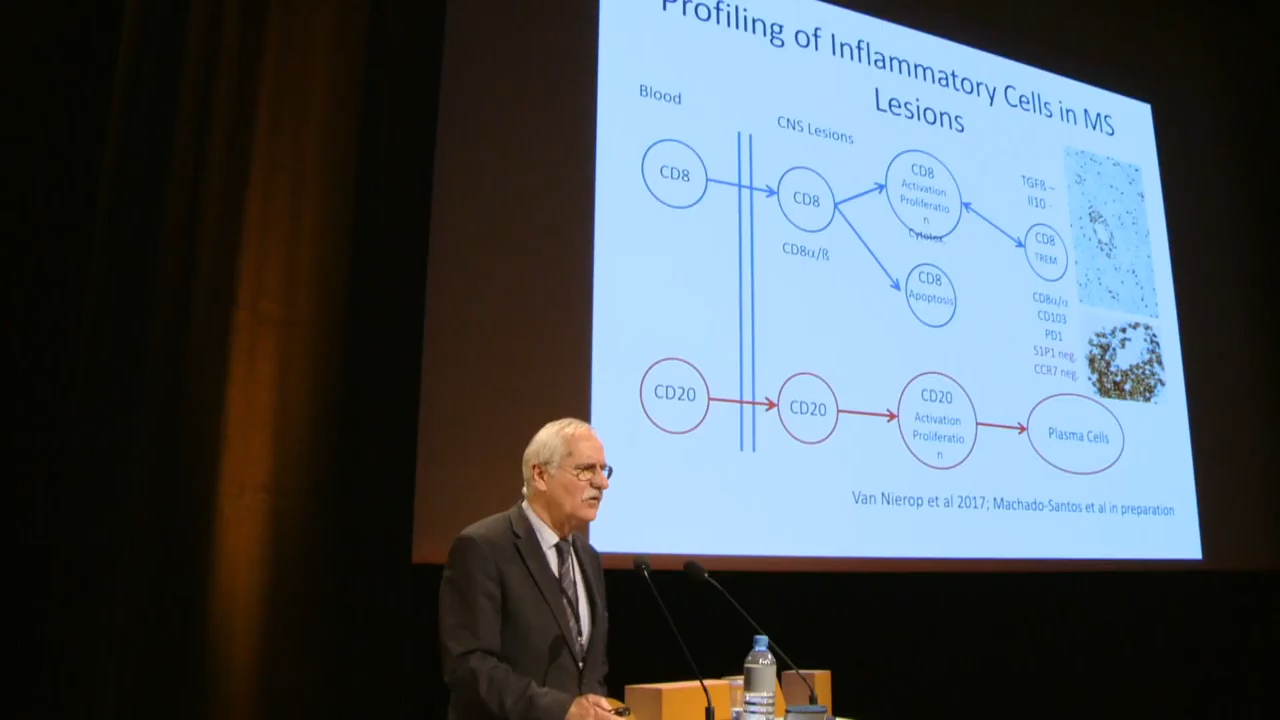 Profiling of Inflammatory Cells in MS
Lesions
Blood
CNS Lesions
CD8
CD8
CD8α/ß
CD8
Activation
Proliferatio
n
Cytotox.
CD8
Apoptosis
TGFß –
Il10 -
CD8
TREM
CD8α/α
CD103
PD1
S1P1 neg.
CCR7 neg.
CD20
CD20
CD20
Activation
Proliferatio
n
Plasma Cells
Van Nierop et al 2017; Machado-Santos et al in preparation